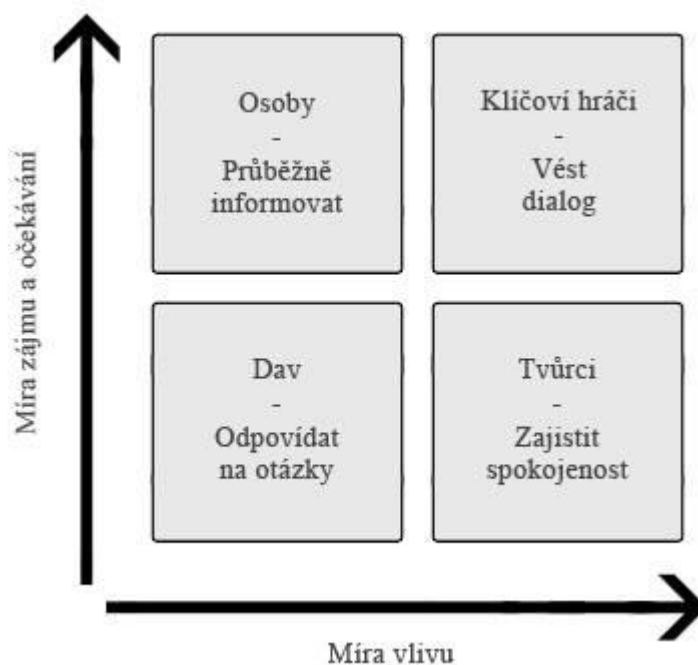 Míra zájmu a očekávání
Osoby
-
Průběžně
informovat
Klíčoví hráči
-
Vést
dialog
Dav
-
Odpovídat
na otázky
Tvůrci
-
Zajistit
spokojenost
Míra vlivu